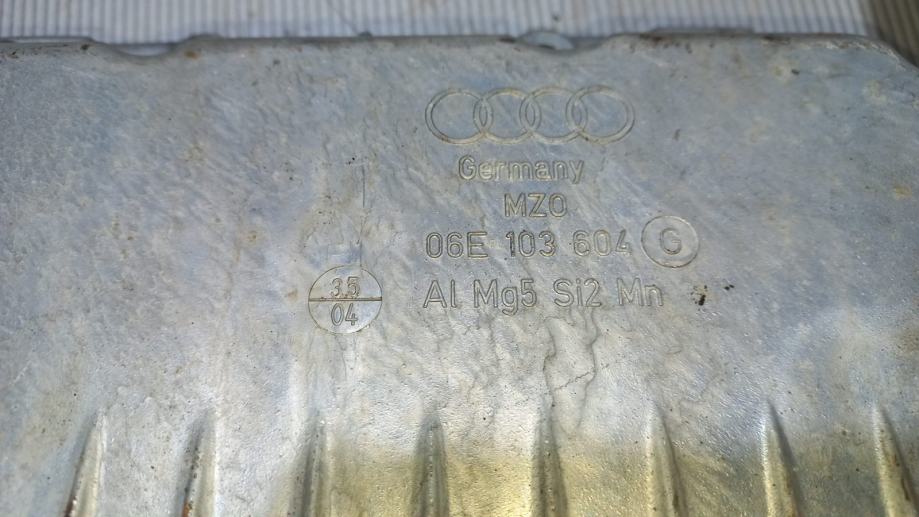 Germany
MZO
06E 103 604 G
35
04
Al Mg5 Si2 Mn